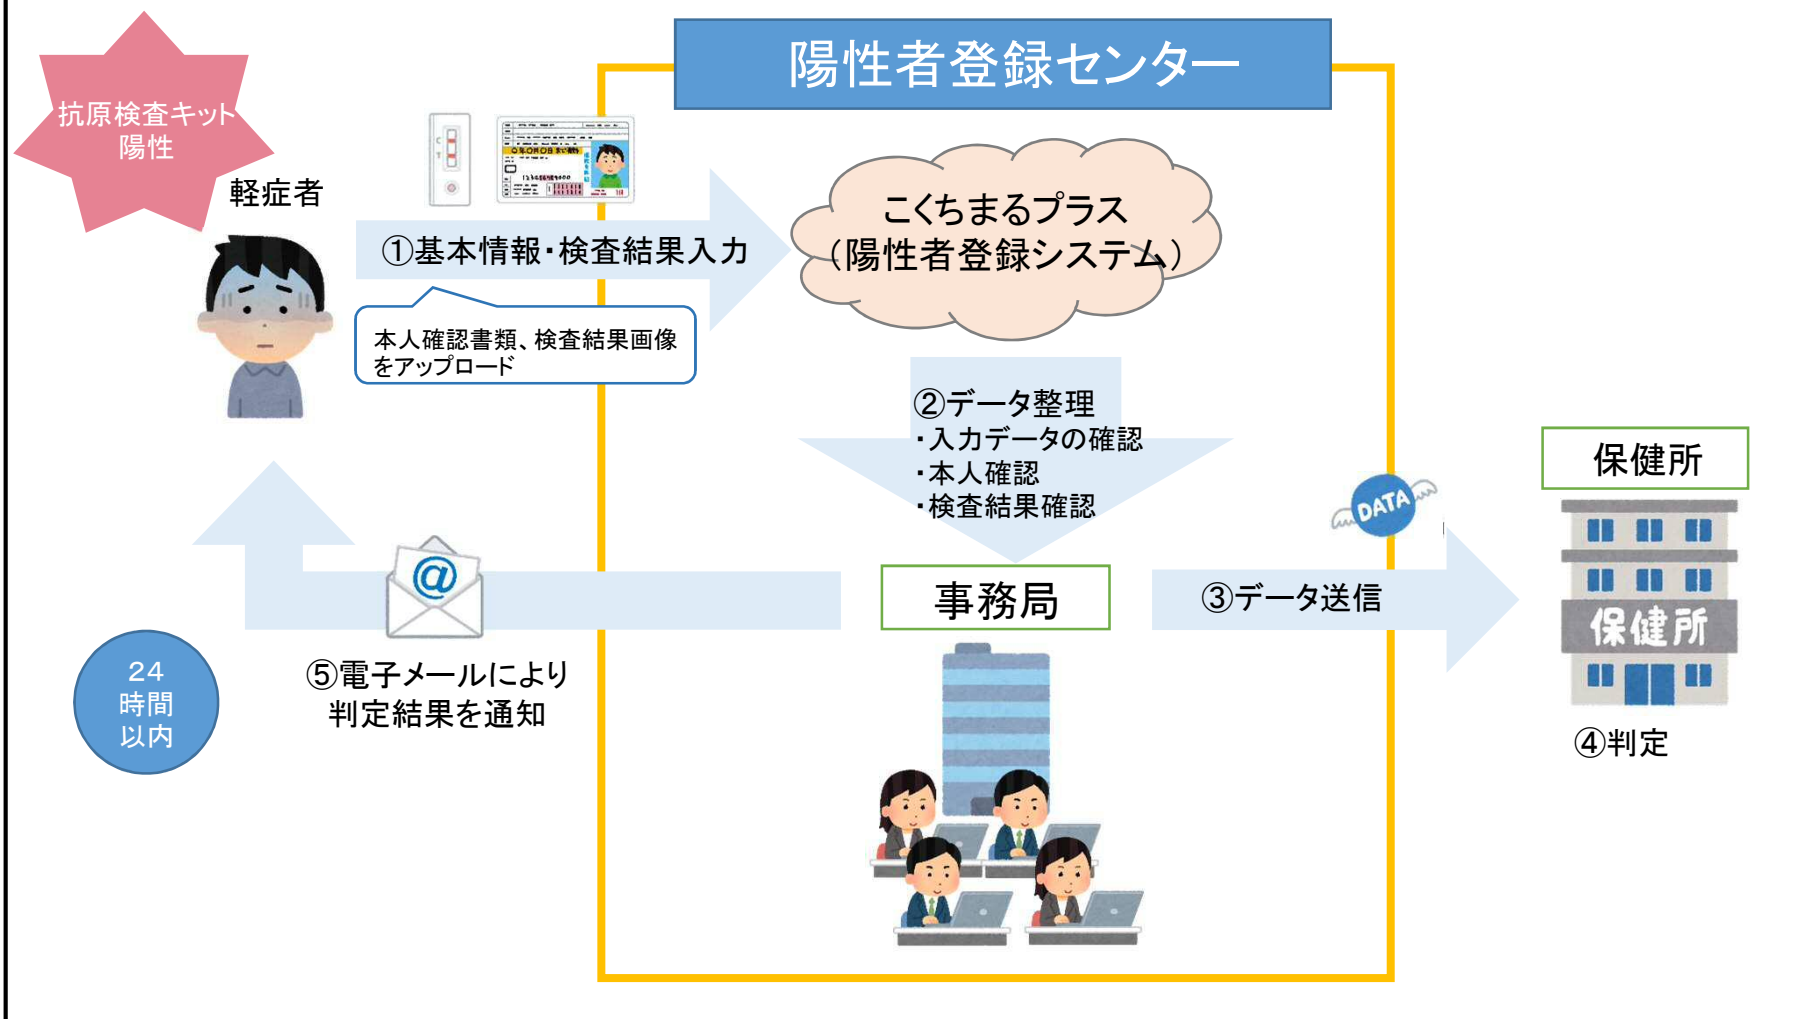 陽性者登録センター
抗原検査キット
陽性
軽症者
①基本情報・検査結果入力
本人確認書類、検査結果画像
をアップロード
こくちまるプラス
（陽性者登録システム）
②データ整理
・入力データの確認
・本人確認
・検査結果確認
事務局
DATA
③データ送信
保健所
保健所
④判定
⑤電子メールにより
判定結果を通知
24
時間
以内